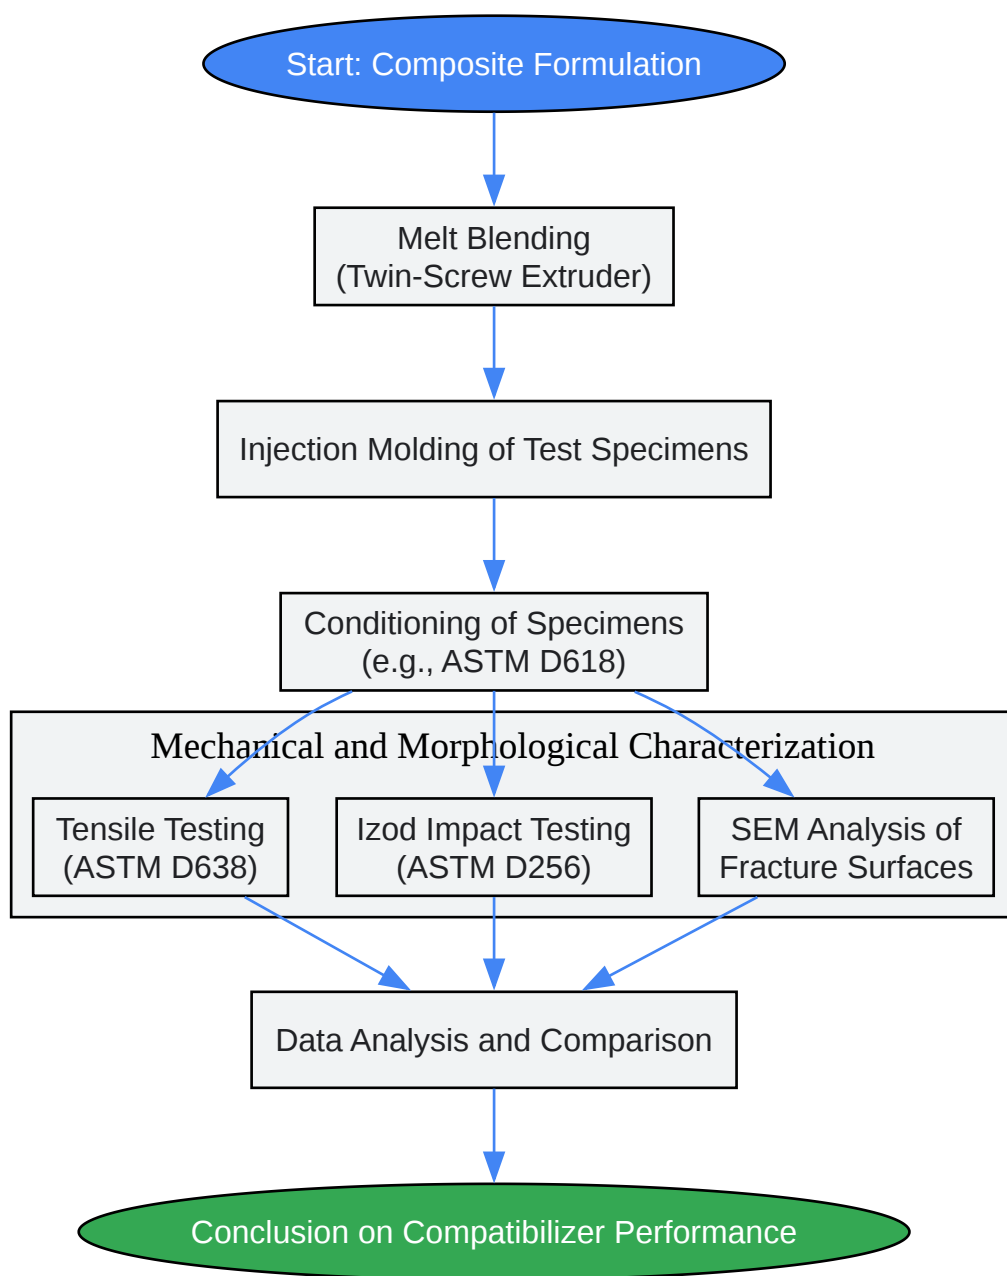 Start: Composite Formulation
Melt Blending
(Twin-Screw Extruder)
Injection Molding of Test Specimens
Conditioning of Specimens
(e.g., ASTM D618)
Mechanical and Morphological Characterization
Tensile Testing
(ASTM D638)
Izod Impact Testing
(ASTM D256)
SEM Analysis of
Fracture Surfaces
Data Analysis and Comparison
Conclusion on Compatibilizer Performance